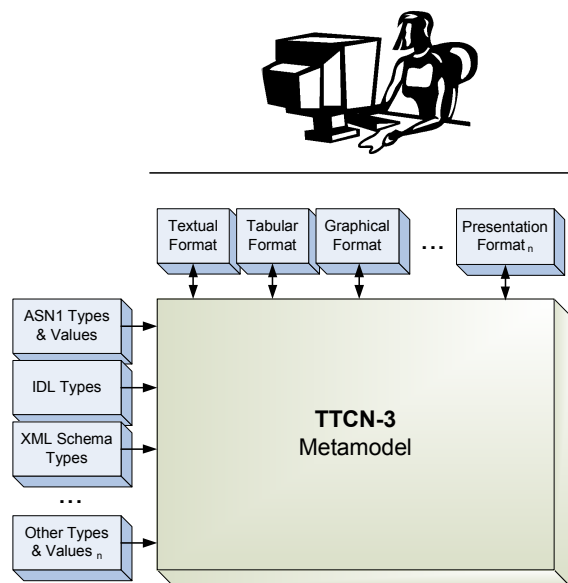 Textual
Format
Tabular
Format
Graphical
Format
...
Presentation
Format n
ASN1 Types
& Values
IDL Types
XML Schema
Types
...
Other Types
& Values n
TTCN-3
Metamodel